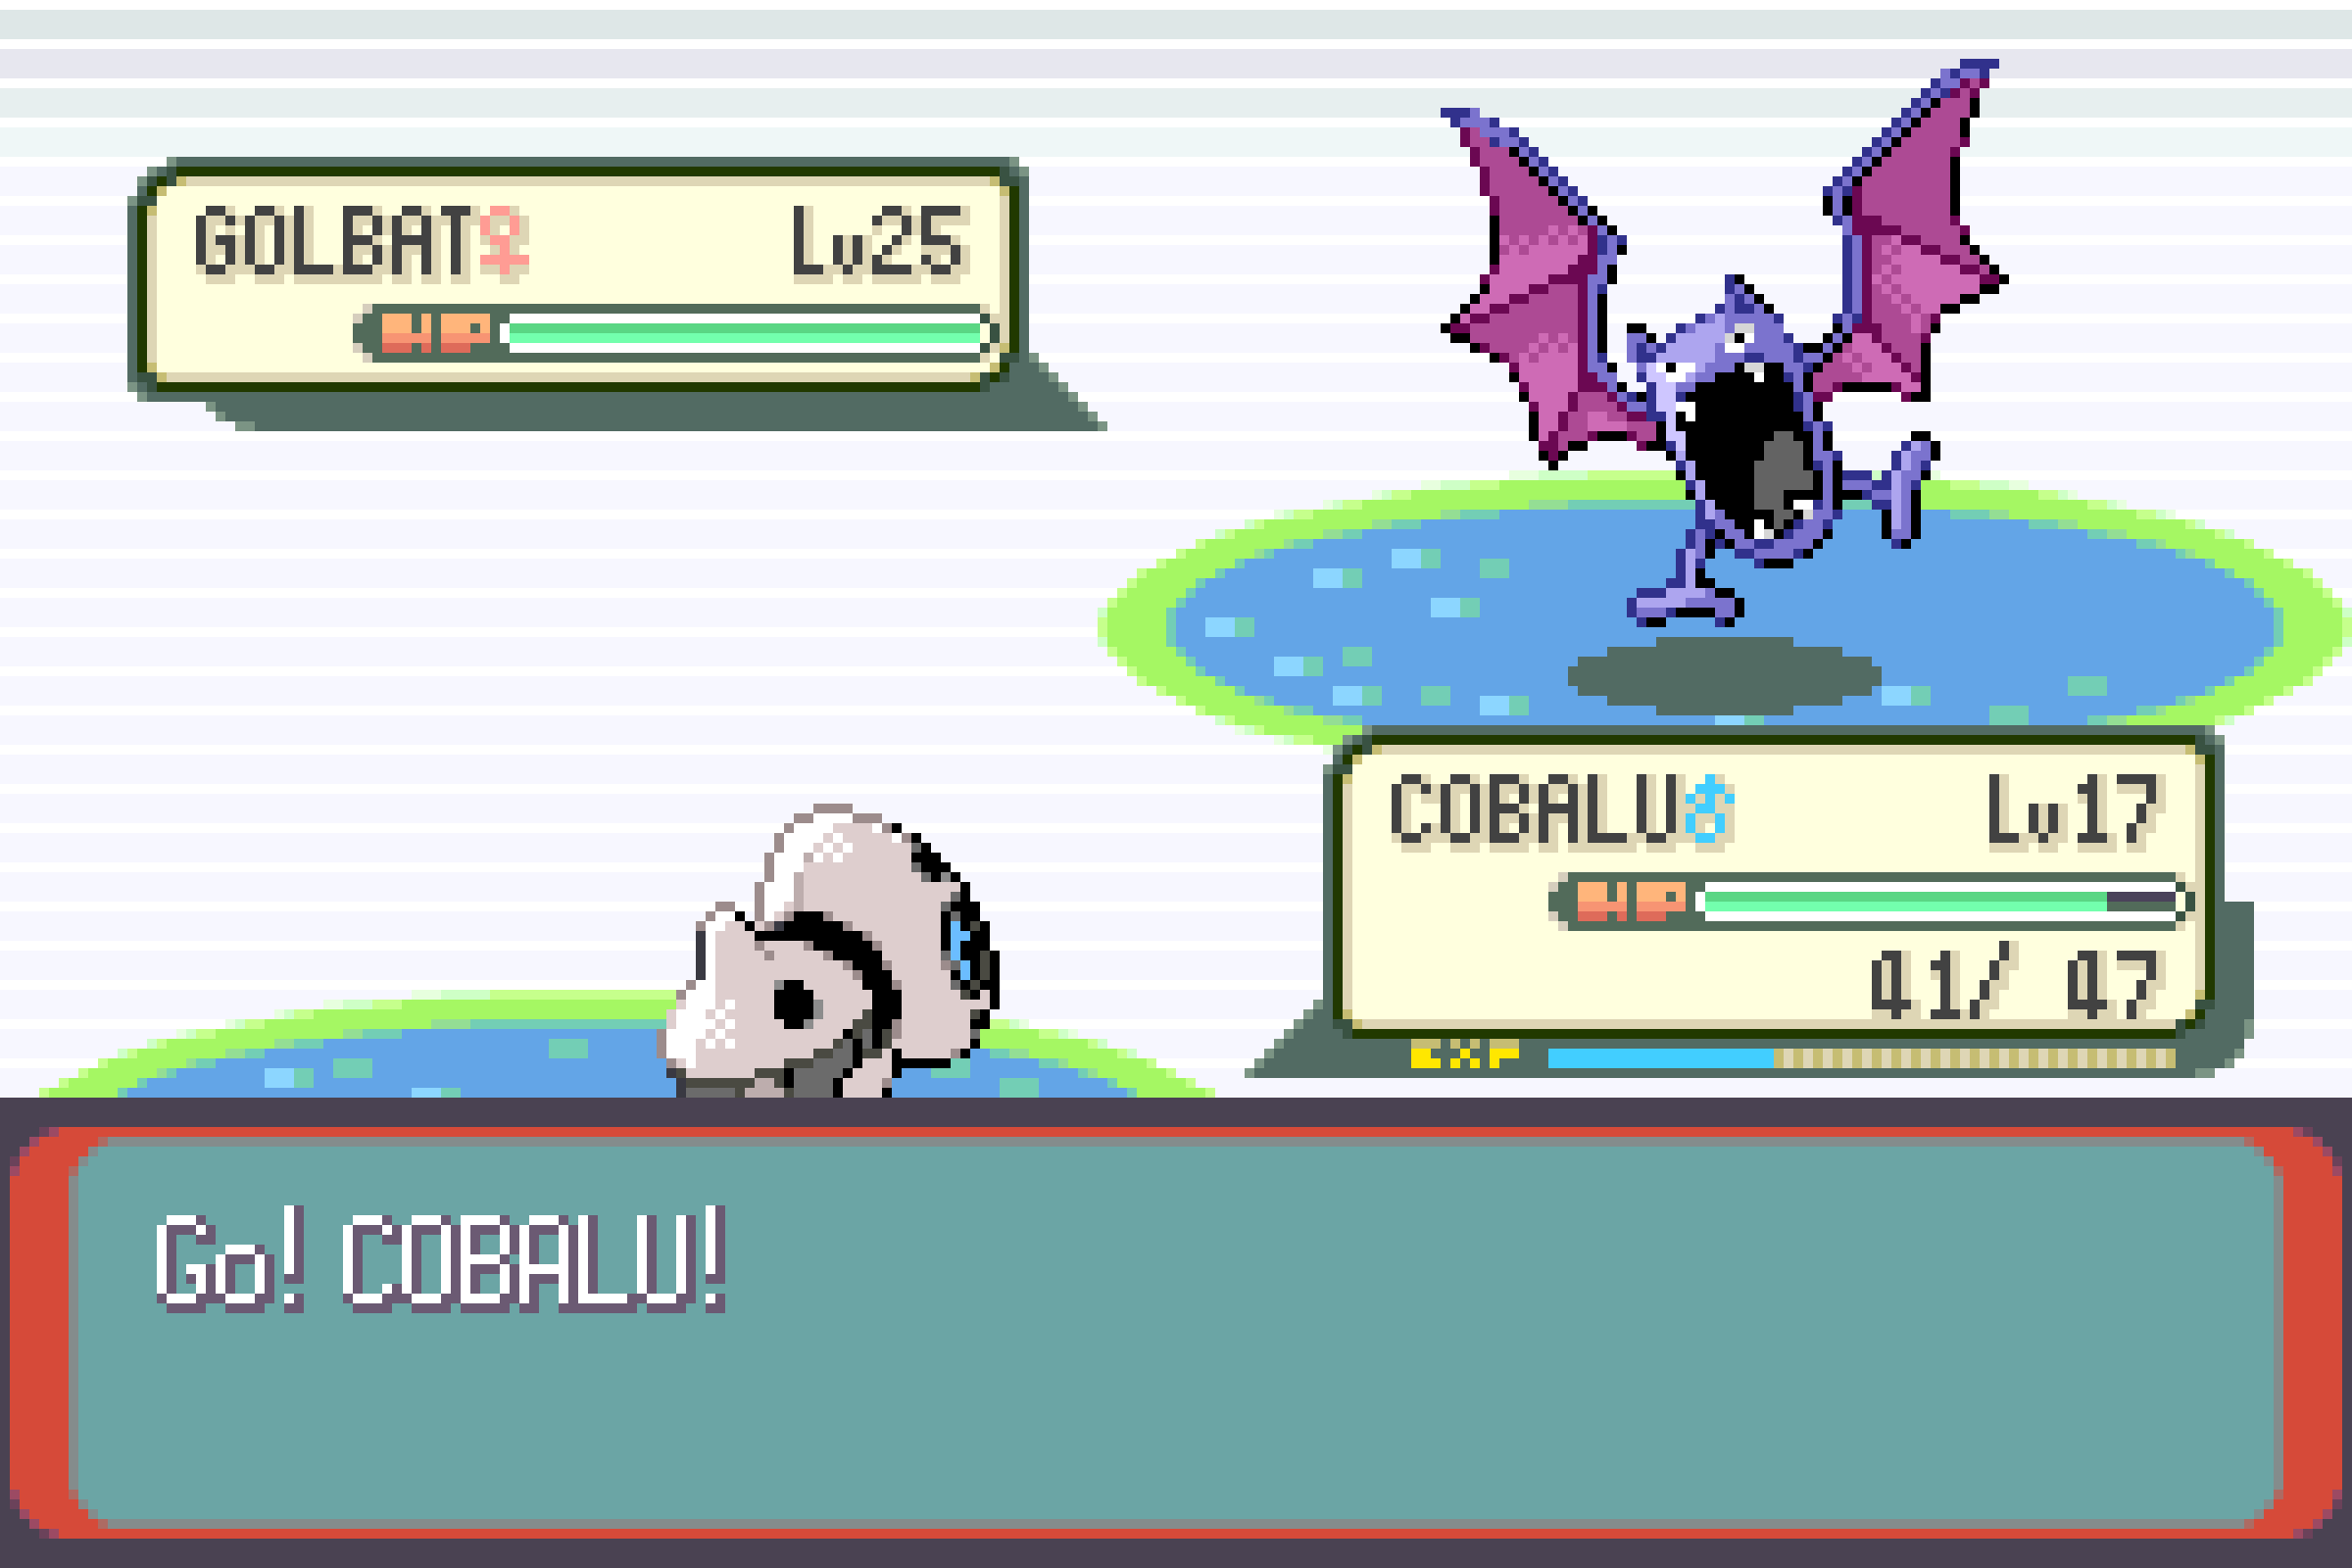 GOLBAT♀ Lv25
HP
COBALU♂ Lv17
HP
41/ 47
EXP
Go! COBALU!